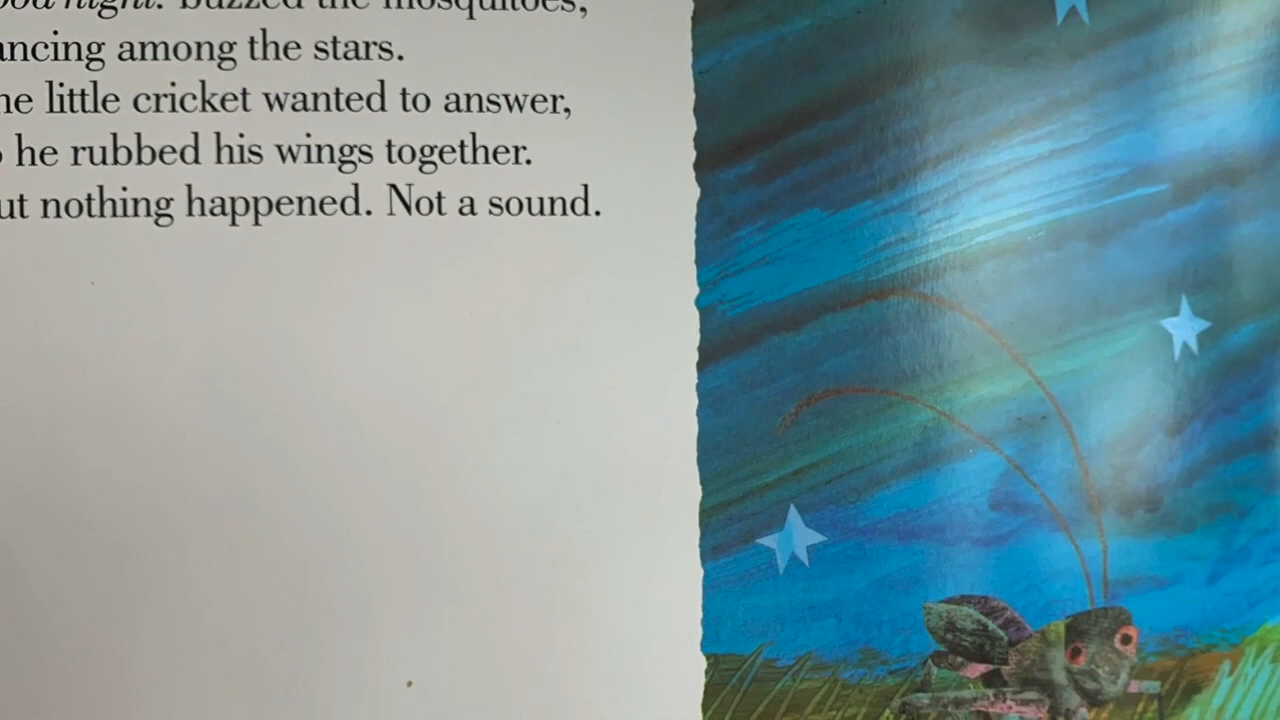 night! buzzed the mosquitoes,
ancing among the stars.
he little cricket wanted to answer,
he rubbed his wings together.
ut nothing happened. Not a sound.